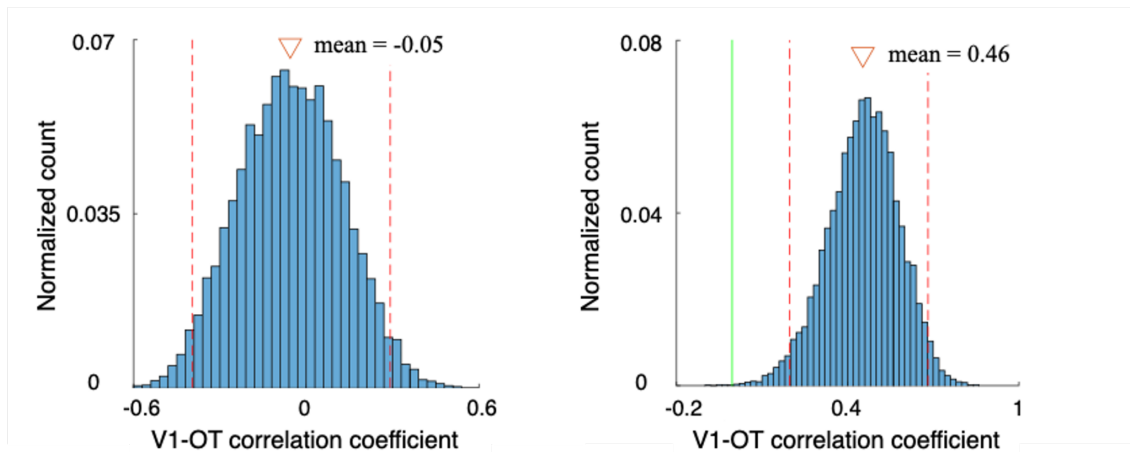 0.07
mean = -0.05
Normalized count
0.035
0
-0.6
0
0.6
V1-OT correlation coefficient
0.08
mean = 0.46
Normalized count
0.04
0
-0.2
0.4
1
V1-OT correlation coefficient